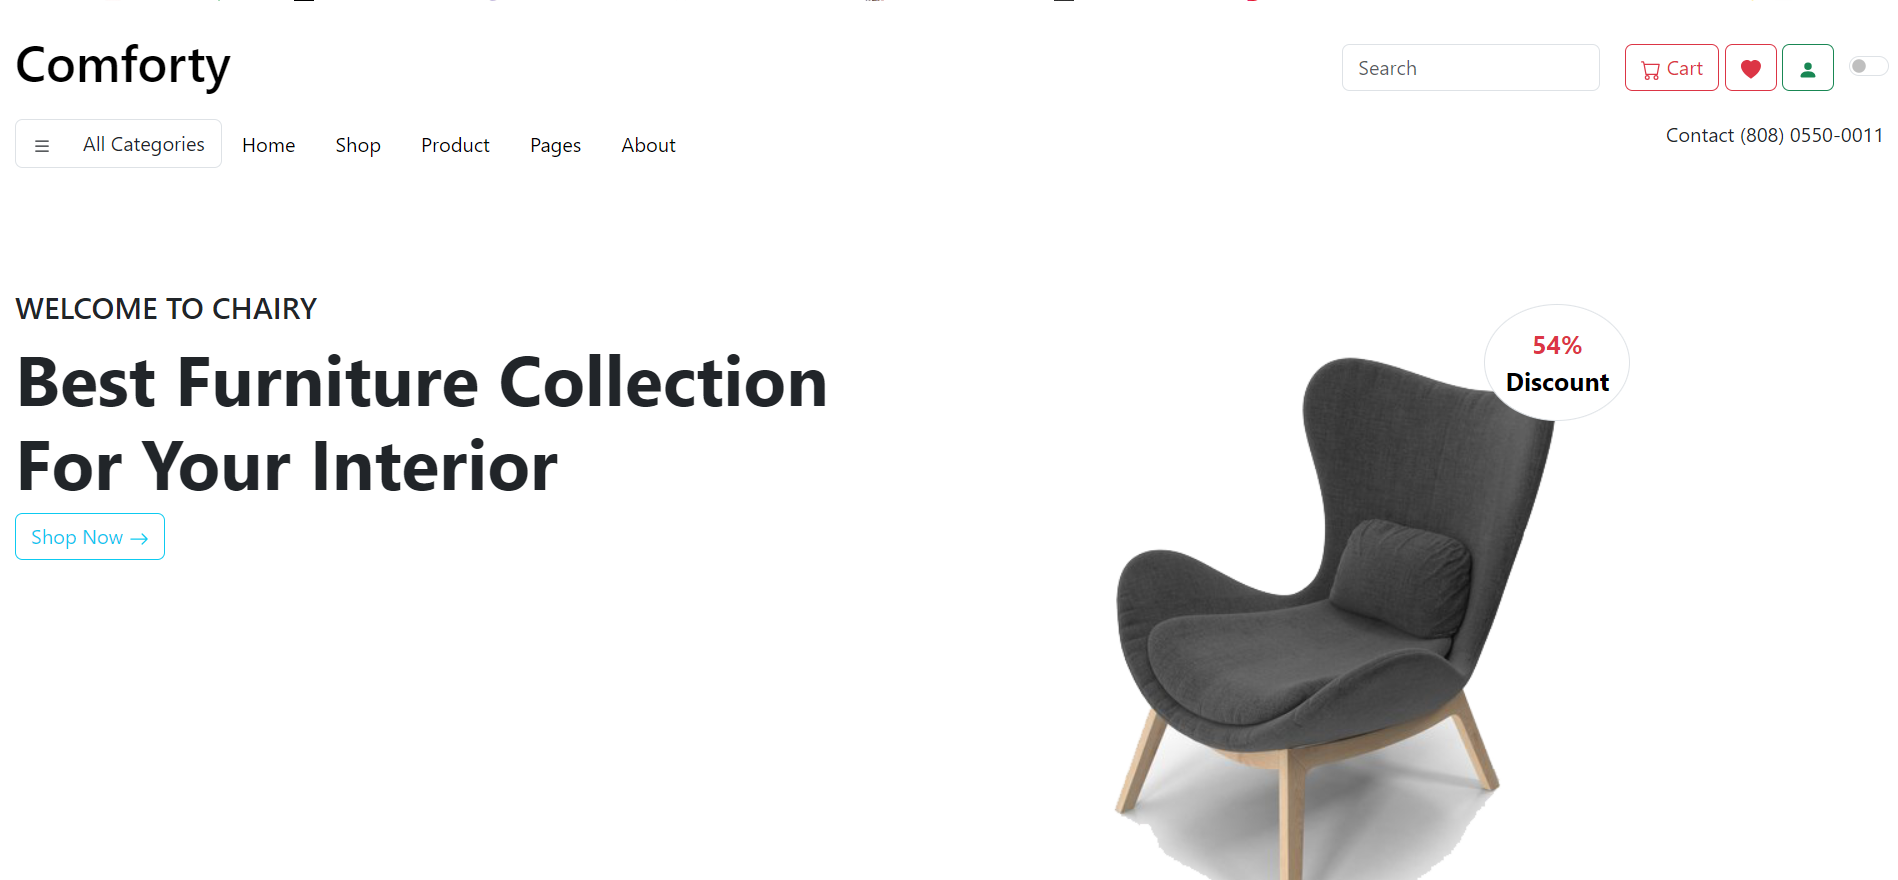 Comforty
Search
Cart
All Categories
Home
Shop
Product
Pages
About
Contact (808) 0550-0011
WELCOME TO CHAIRY
Best Furniture Collection
For Your Interior
Shop Now →
54%
Discount